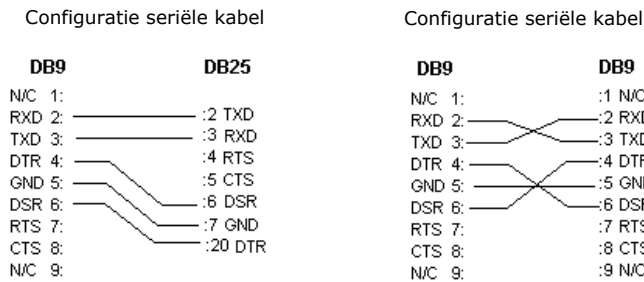 Configuratie seriële kabel
DB9 DB25
N/C 1:
RXD 2: :2 TXD
TXD 3: :3 RXD
DTR 4: :4 RTS
GND 5: :5 CTS
DSR 6: :6 DSR
RTS 7: :7 GND
CTS 8: :20 DTR
N/C 9:
Configuratie seriële kabel
DB9 DB9
N/C 1: :1 N/C
RXD 2: :2 RXD
TXD 3: :3 TXD
DTR 4: :4 DTR
GND 5: :5 GND
DSR 6: :6 DSR
RTS 7: :7 RTS
CTS 8: :8 CTS
N/C 9: :9 N/C